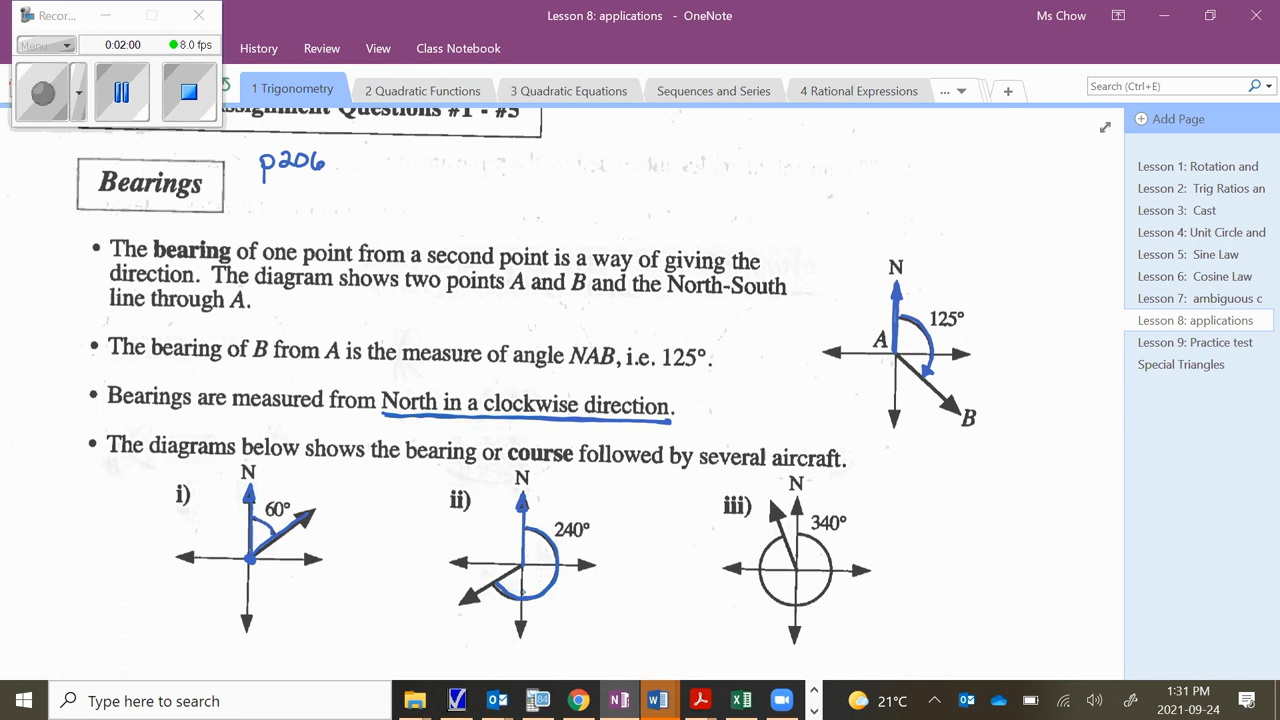 Recor...
Lesson 8: applications - OneNote
Ms Chow
Menu
0:02:00
8.0 fps
History
Review
View
Class Notebook
1 Trigonometry
2 Quadratic Functions
3 Quadratic Equations
Sequences and Series
4 Rational Expressions
...
Search (Ctrl+E)
Assignment Questions #1 - #5
Add Page
Bearings
p206
• The bearing of one point from a second point is a way of giving the
direction. The diagram shows two points A and B and the North-South
line through A.
• The bearing of B from A is the measure of angle NAB, i.e. 125°.
• Bearings are measured from North in a clockwise direction.
• The diagrams below shows the bearing or course followed by several aircraft.
N
125°
A
B
i)
N
60°
ii)
N
240°
iii)
N
340°
Lesson 1: Rotation and
Lesson 2: Trig Ratios an
Lesson 3: Cast
Lesson 4: Unit Circle and
Lesson 5: Sine Law
Lesson 6: Cosine Law
Lesson 7: ambiguous c
Lesson 8: applications
Lesson 9: Practice test
Special Triangles
Type here to search
21°C
1:31 PM
2021-09-24